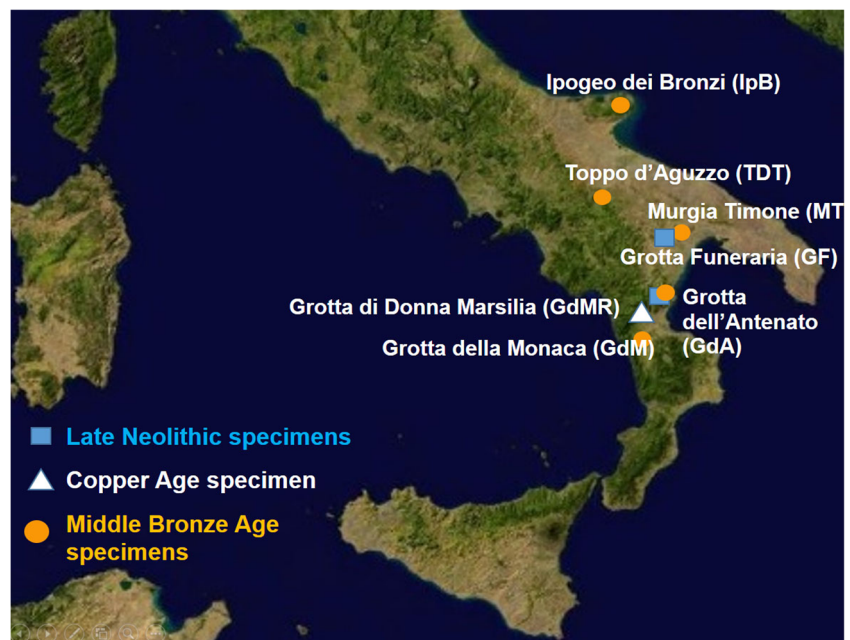 Ipogeo dei Bronzi (IpB)
Toppo d'Aguzzo (TDT)
Murgia Timone (MT
Grotta Funeraria (GF)
Grotta di Donna Marsilia (GdMR)
Grotta
dell'Antenato
(GdA)
Grotta della Monaca (GdM)
Late Neolithic specimens
Copper Age specimen
Middle Bronze Age
specimens